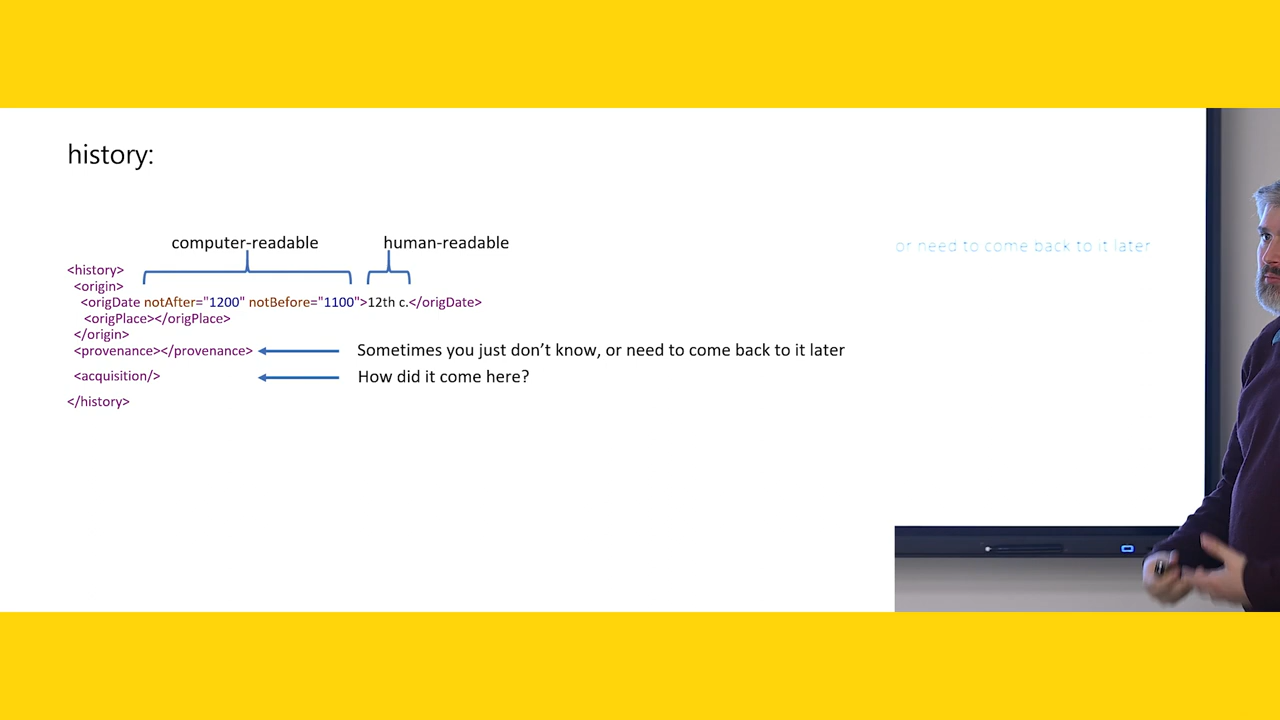 history:
computer-readable human-readable
<history>
<origin>
<origDate notAfter="1200" notBefore="1100">12th c.</origDate>
<origPlace></origPlace>
</origin>
<provenance></provenance> Sometimes you just don’t know, or need to come back to it later
<acquisition/> How did it come here?
</history>
or need to come back to it later